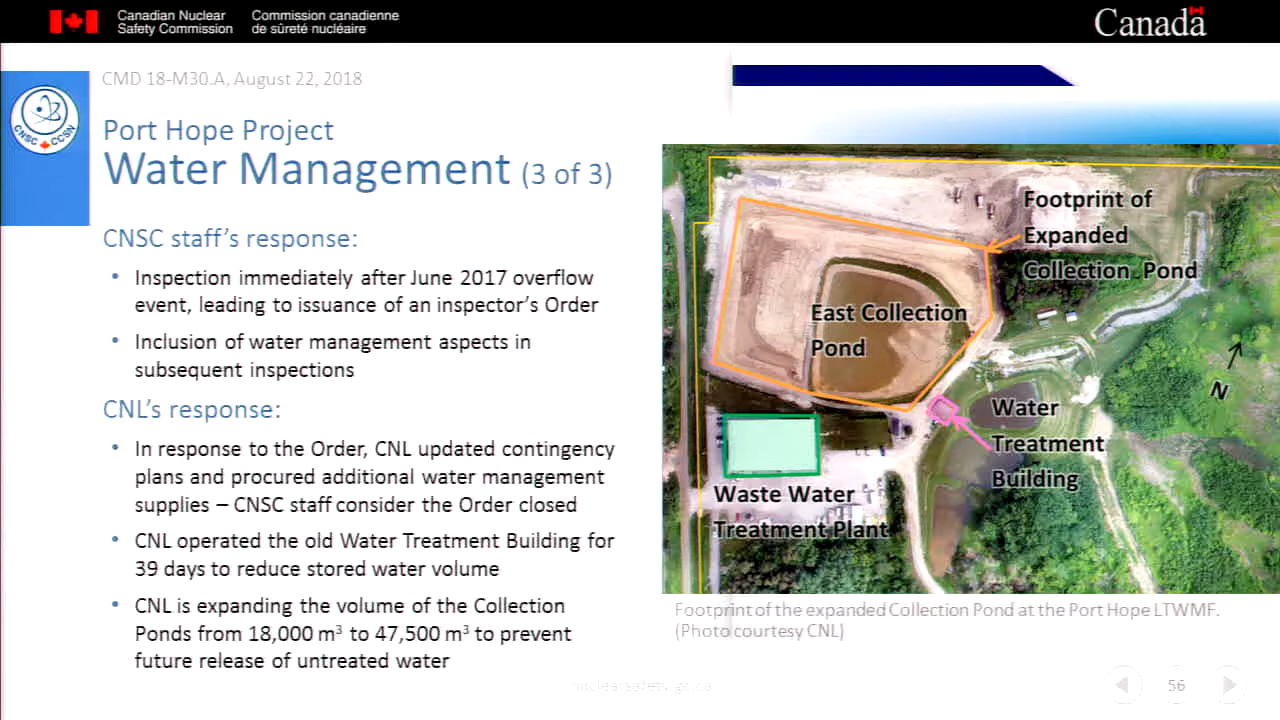 Canadian Nuclear
Safety Commission
Commission canadienne
de sûreté nucléaire
Canada
CMD 18-M30.A, August 22, 2018
CNSC CCSN
Port Hope Project
Water Management (3 of 3)
CNSC staff's response:
• Inspection immediately after June 2017 overflow
event, leading to issuance of an inspector's Order
• Inclusion of water management aspects in
subsequent inspections
CNL's response:
• In response to the Order, CNL updated contingency
plans and procured additional water management
supplies – CNSC staff consider the Order closed
• CNL operated the old Water Treatment Building for
39 days to reduce stored water volume
• CNL is expanding the volume of the Collection
Ponds from 18,000 m³ to 47,500 m³ to prevent
future release of untreated water
Footprint of
Expanded
Collection Pond
East Collection
Pond
N
Water
Treatment
Building
Waste Water
Treatment Plant
Footprint of the expanded Collection Pond at the Port Hope LTWMF.
(Photo courtesy CNL)
nuclearsafety.gc.ca
56